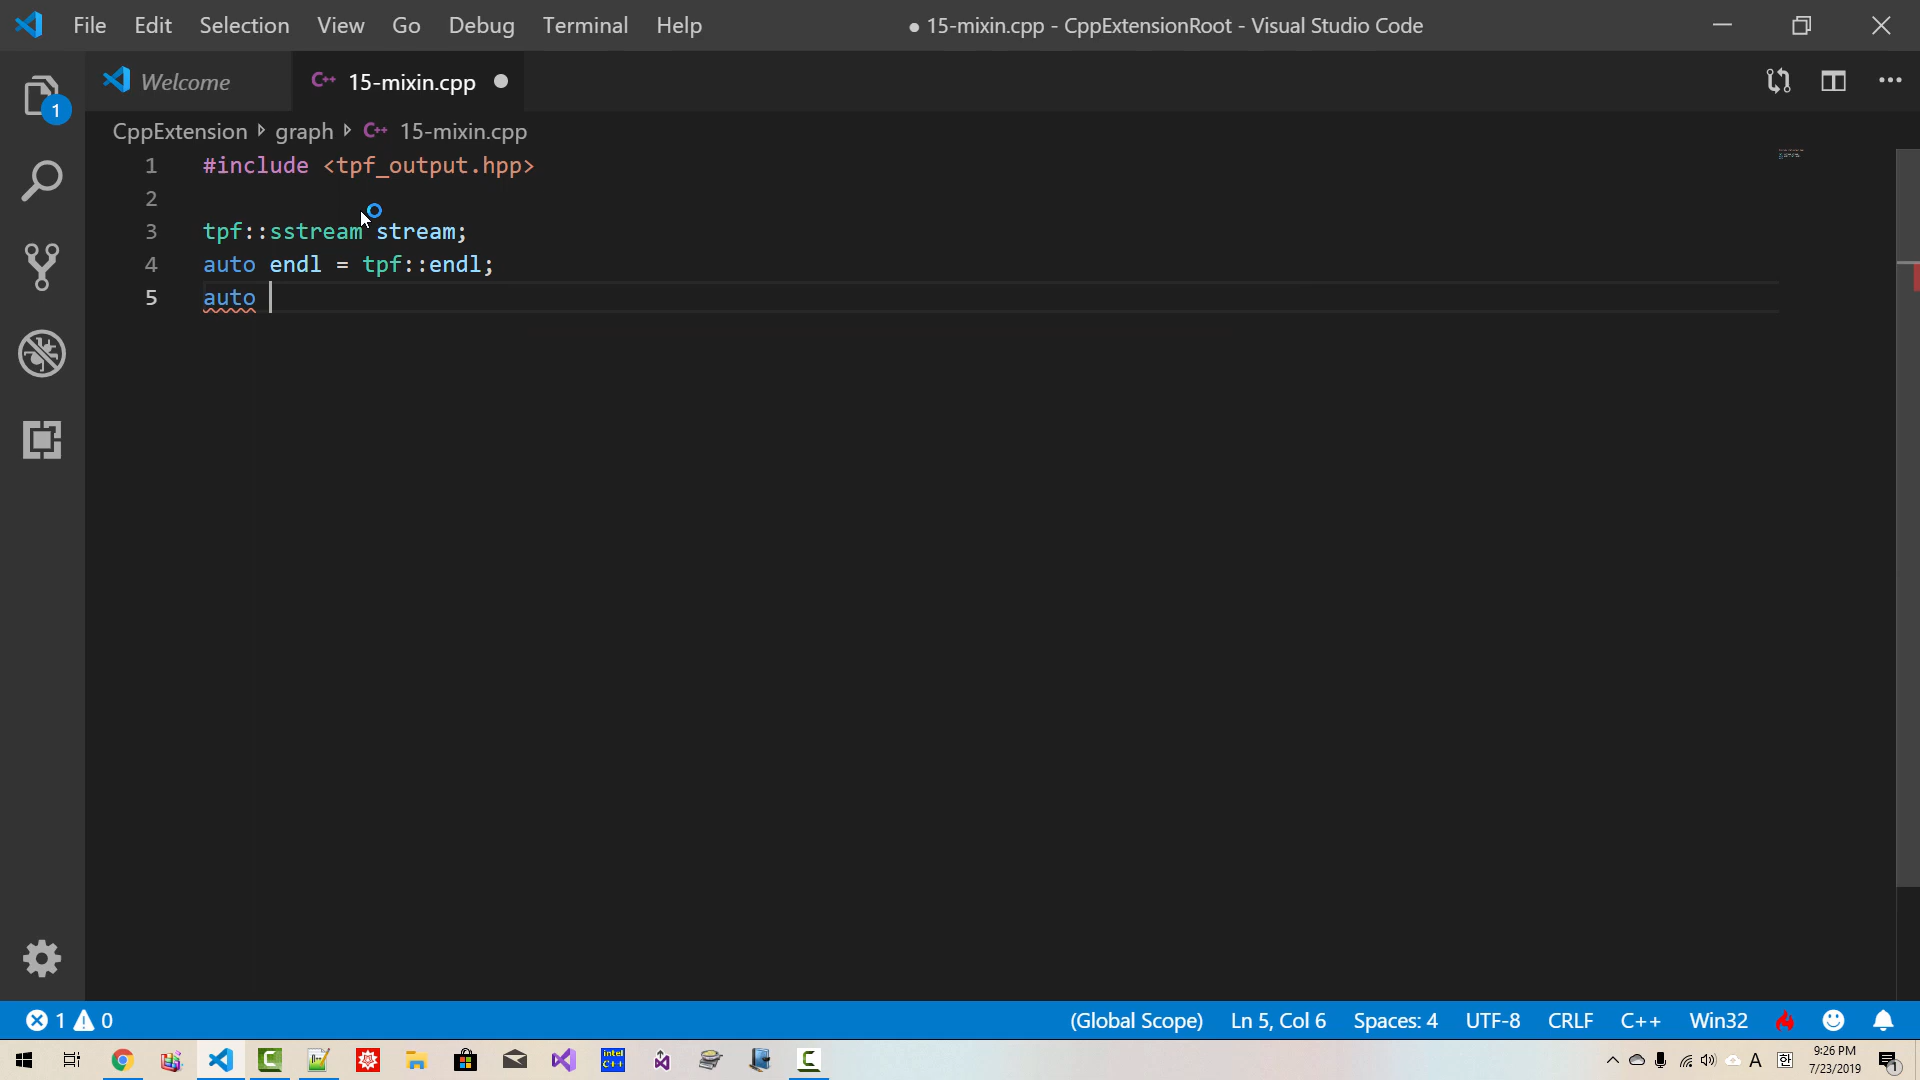 File Edit Selection View Go Debug Terminal Help ● 15-mixin.cpp - CppExtensionRoot - Visual Studio Code
Welcome C++ 15-mixin.cpp
1
CppExtension graph C++ 15-mixin.cpp
1 #include <tpf_output.hpp>
2
3 tpf::sstream stream;
4 auto endl = tpf::endl;
5 auto
1 0 (Global Scope) Ln 5, Col 6 Spaces: 4 UTF-8 CRLF C++ Win32
intel C++
A 한 9:26 PM
7/23/2019 1